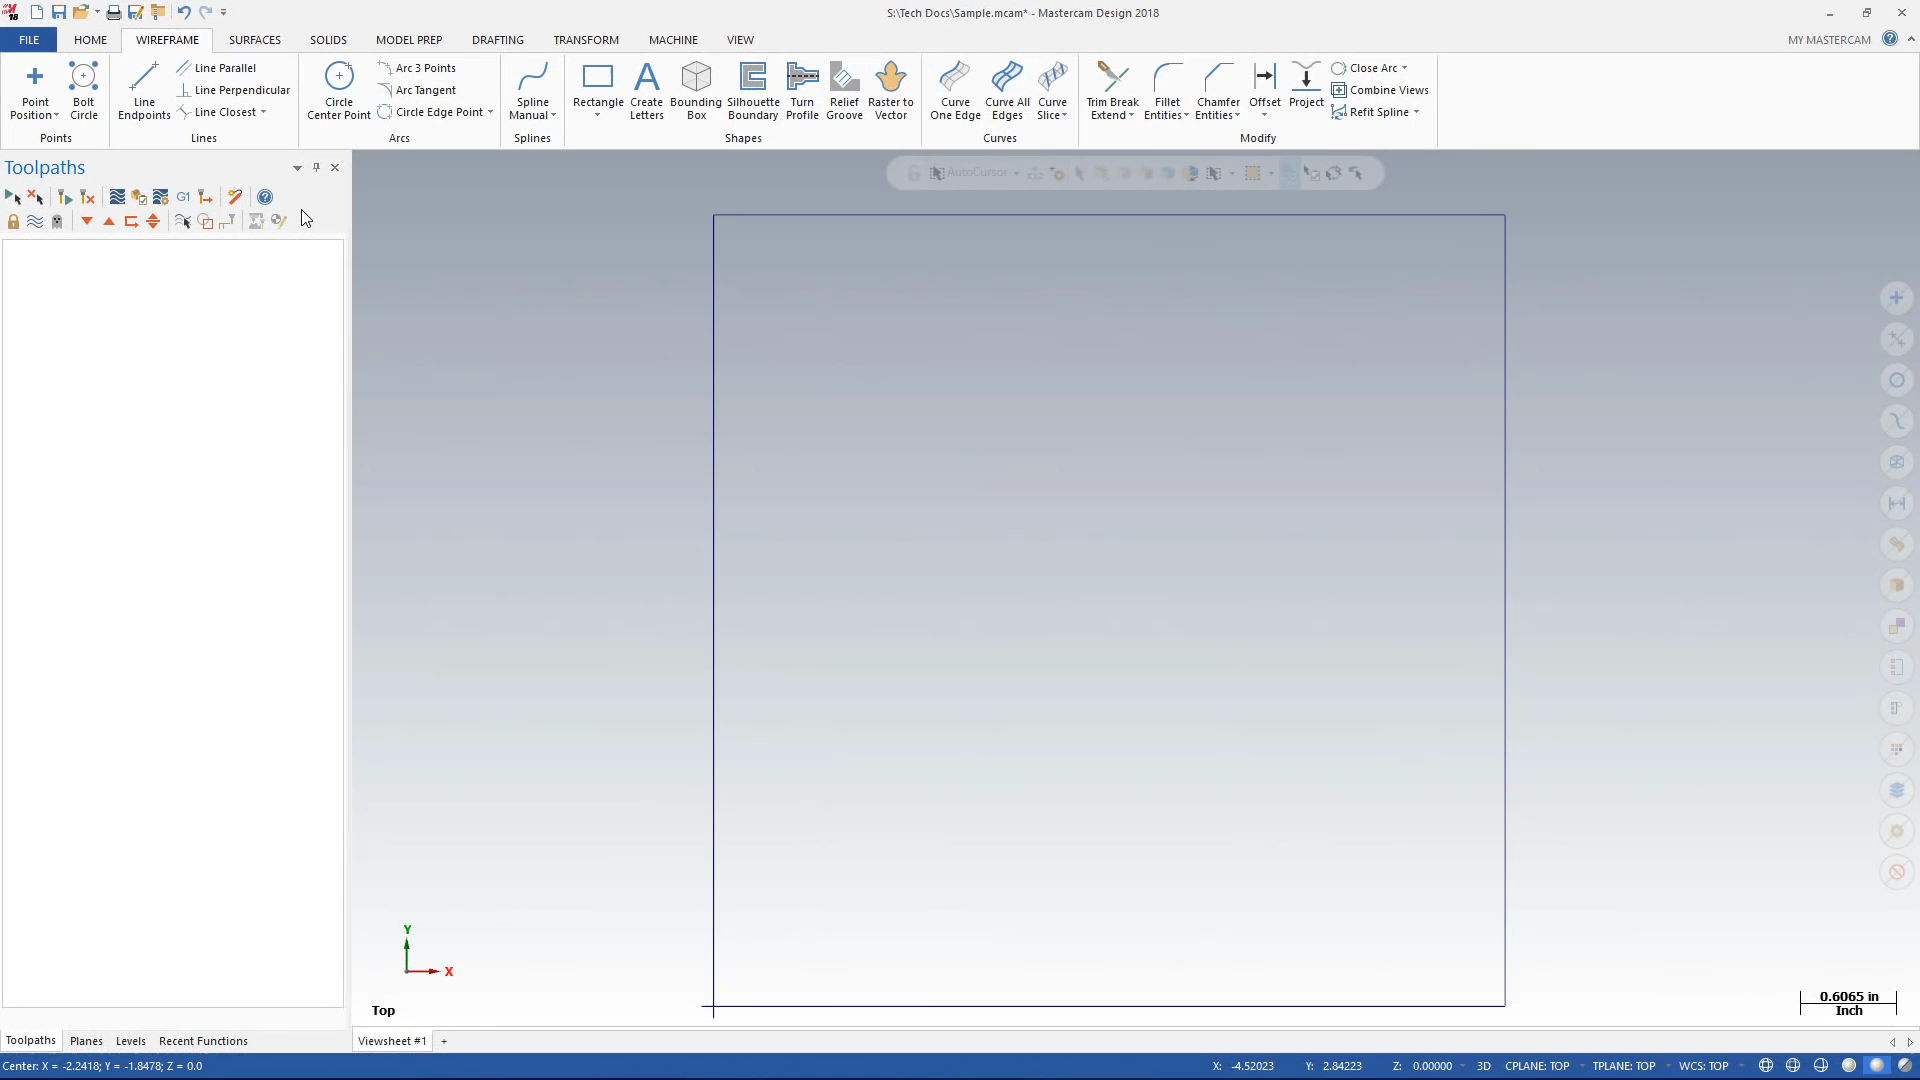 S:\Tech Docs\Sample.mcam* - Mastercam Design 2018
FILE HOME WIREFRAME SURFACES SOLIDS MODEL PREP DRAFTING TRANSFORM MACHINE VIEW MY MASTERCAM
Point Position
Bolt Circle
Points
Line Endpoints
Line Parallel
Line Perpendicular
Line Closest
Lines
Circle Center Point
Arc 3 Points
Arc Tangent
Circle Edge Point
Arcs
Spline Manual
Splines
Rectangle
Create Letters
Bounding Box
Silhouette Boundary
Turn Profile
Relief Groove
Raster to Vector
Shapes
Curve One Edge
Curve All Edges
Curve Slice
Curves
Trim Break Extend
Fillet Entities
Chamfer Entities
Offset
Project
Close Arc
Combine Views
Refit Spline
Modify
Toolpaths
G1
AutoCursor
Y
X
Top
0.6065 in
Inch
Toolpaths Planes Levels Recent Functions
Viewsheet #1 +
Center: X = -2.2418; Y = -1.8478; Z = 0.0
X: -4.52023 Y: 2.84223 Z: 0.00000 3D CPLANE: TOP TPLANE: TOP WCS: TOP